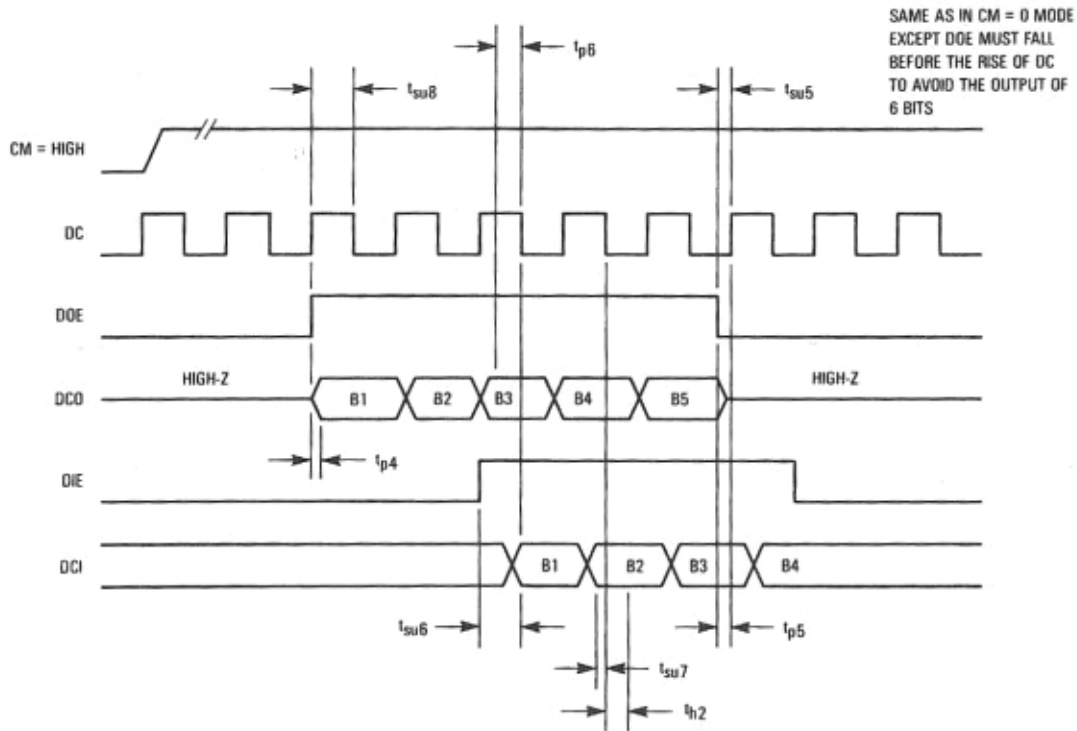 SAME AS IN CM = 0 MODE
EXCEPT DOE MUST FALL
BEFORE THE RISE OF DC
TO AVOID THE OUTPUT OF
6 BITS
tp6
tsu8
tsu5
CM = HIGH
DC
DOE
HIGH-Z
HIGH-Z
DCO
B1
B2
B3
B4
B5
tp4
DIE
DCI
B1
B2
B3
B4
tsu6
tp5
tsu7
th2